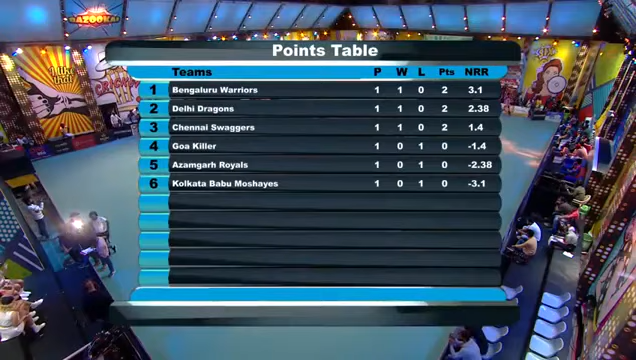 BAZOOKA!
Points Table
Teams P W L Pts NRR
1 Bengaluru Warriors 1 1 0 2 3.1
2 Delhi Dragons 1 1 0 2 2.38
3 Chennai Swaggers 1 1 0 2 1.4
4 Goa Killer 1 0 1 0 -1.4
5 Azamgarh Royals 1 0 1 0 -2.38
6 Kolkata Babu Moshayes 1 0 1 0 -3.1